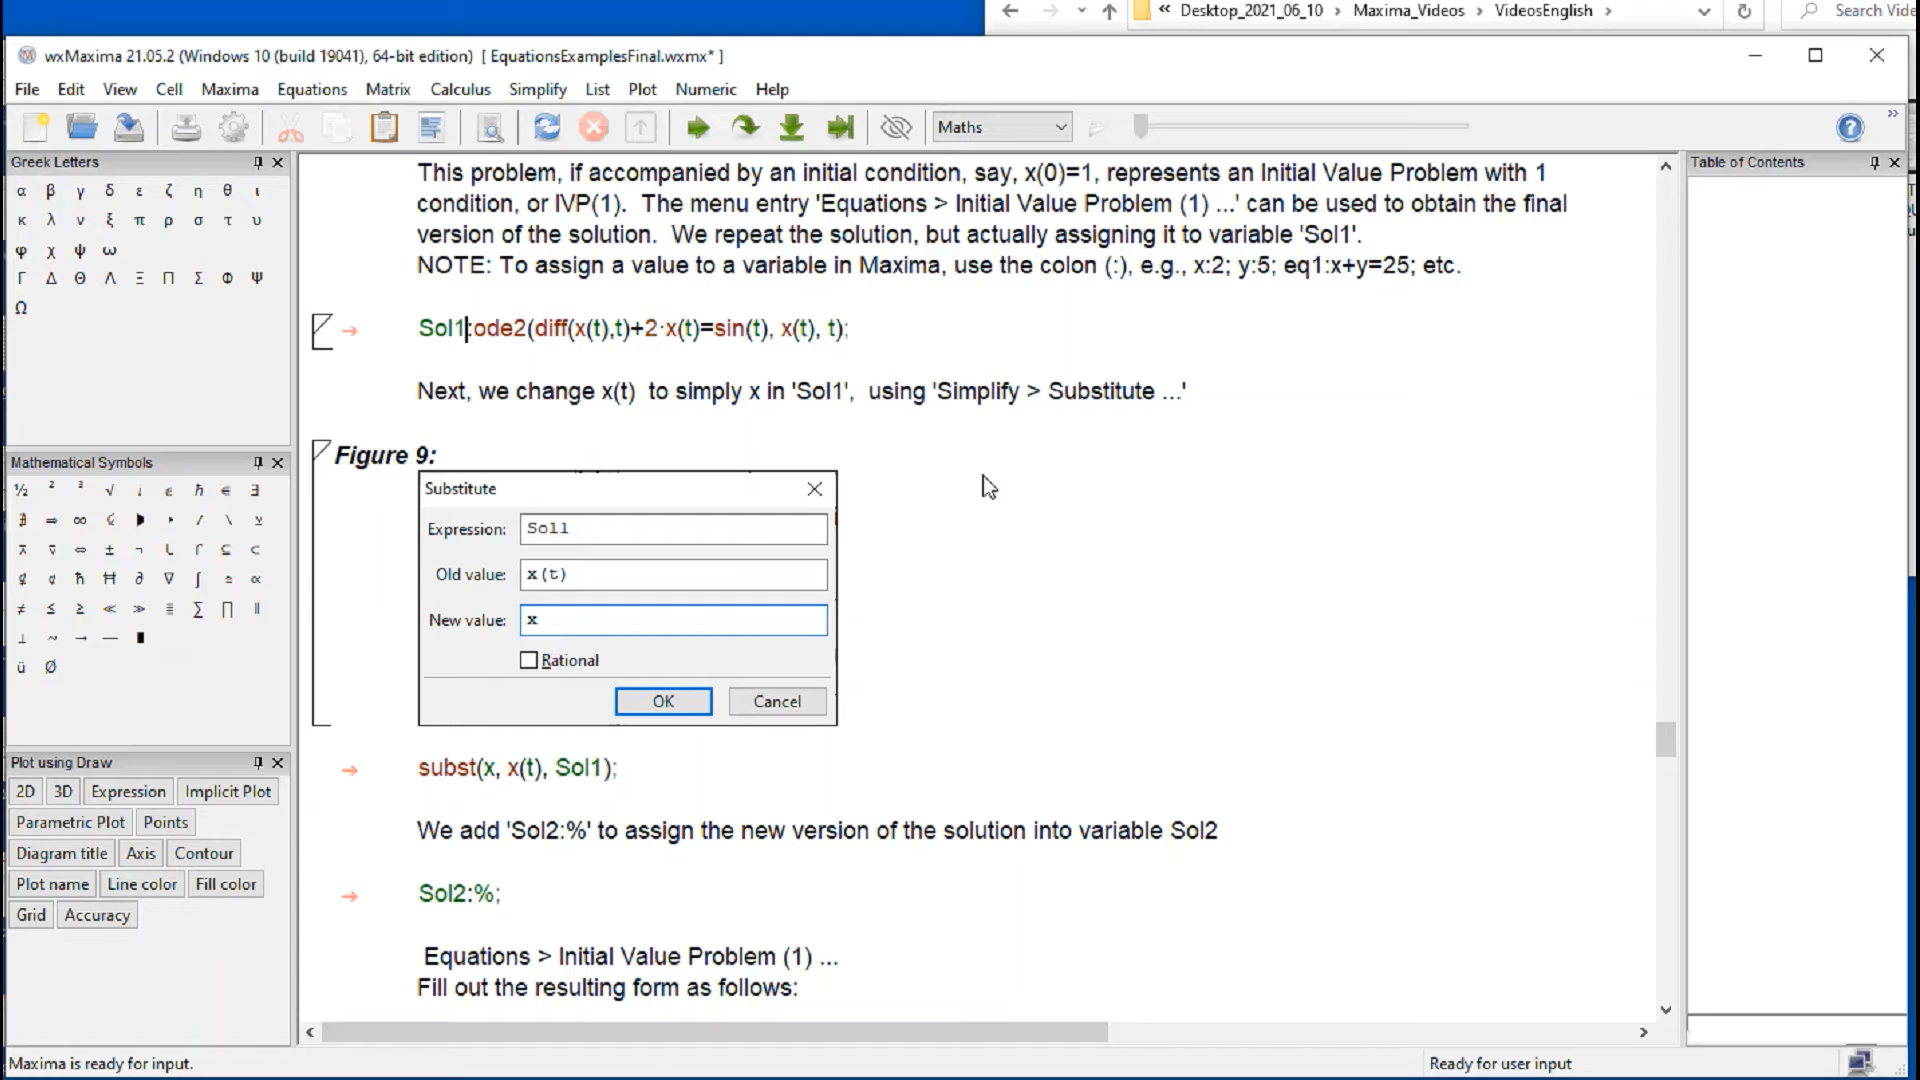 « Desktop_2021_06_10 › Maxima_Videos › VideosEnglish ›
Search Vide
wxMaxima 21.05.2 (Windows 10 (build 19041), 64-bit edition) [ EquationsExamplesFinal.wxmx* ]
File Edit View Cell Maxima Equations Matrix Calculus Simplify List Plot Numeric Help
Maths
Greek Letters
α β γ δ ε ζ η θ ι
κ λ ν ξ π ρ σ τ υ
φ χ ψ ω
Γ Δ Θ Λ Ξ Π Σ Φ Ψ
Ω
Mathematical Symbols
½ ² ³ √ ℏ ∈ ∃
∄ ⇒ ∞
⇔ ± ¬ ⊆ ⊂
ħ Ħ ∂ ∇ ∫ ∝
≠ ≤ ≥ ≪ ≫ ∑ ∏
⊥ →
ü Ø
Plot using Draw
2D 3D Expression Implicit Plot
Parametric Plot Points
Diagram title Axis Contour
Plot name Line color Fill color
Grid Accuracy
This problem, if accompanied by an initial condition, say, x(0)=1, represents an Initial Value Problem with 1
condition, or IVP(1).  The menu entry 'Equations > Initial Value Problem (1) ...' can be used to obtain the final
version of the solution.  We repeat the solution, but actually assigning it to variable 'Sol1'.
NOTE: To assign a value to a variable in Maxima, use the colon (:), e.g., x:2; y:5; eq1:x+y=25; etc.
Sol1:ode2(diff(x(t),t)+2·x(t)=sin(t), x(t), t);
Next, we change x(t)  to simply x in 'Sol1',  using 'Simplify > Substitute ...'
Figure 9:
Substitute
Expression: Sol1
Old value: x(t)
New value: x
Rational
OK Cancel
subst(x, x(t), Sol1);
We add 'Sol2:%' to assign the new version of the solution into variable Sol2
Sol2:%;
Equations > Initial Value Problem (1) ...
Fill out the resulting form as follows:
Table of Contents
Maxima is ready for input.
Ready for user input